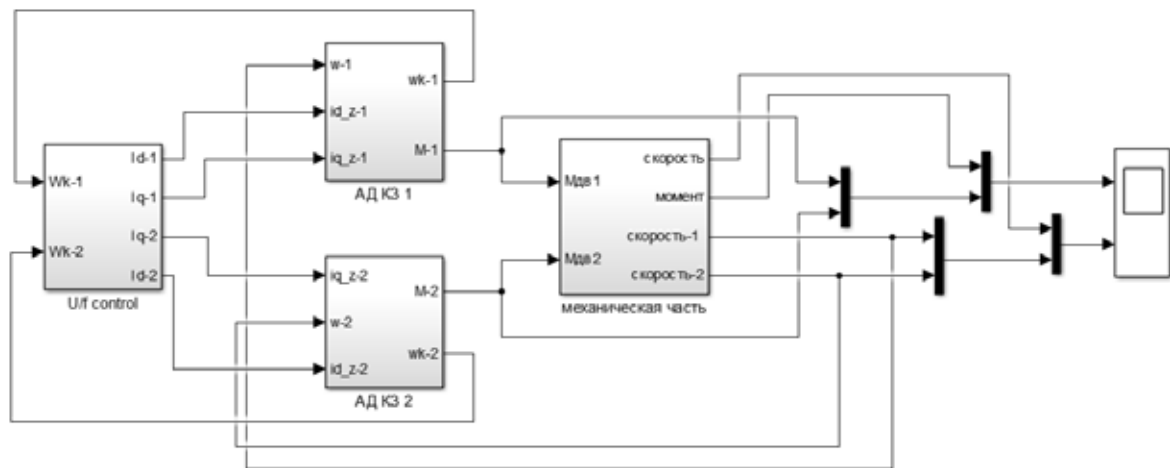 Wk-1
Wk-2
Id-1
Iq-1
Iq-2
Id-2
U/f control
w-1
id_z-1
iq_z-1
wk-1
M-1
АД КЗ 1
iq_z-2
w-2
id_z-2
M-2
wk-2
АД КЗ 2
Мдв1
Мдв2
скорость
момент
скорость-1
скорость-2
механическая часть